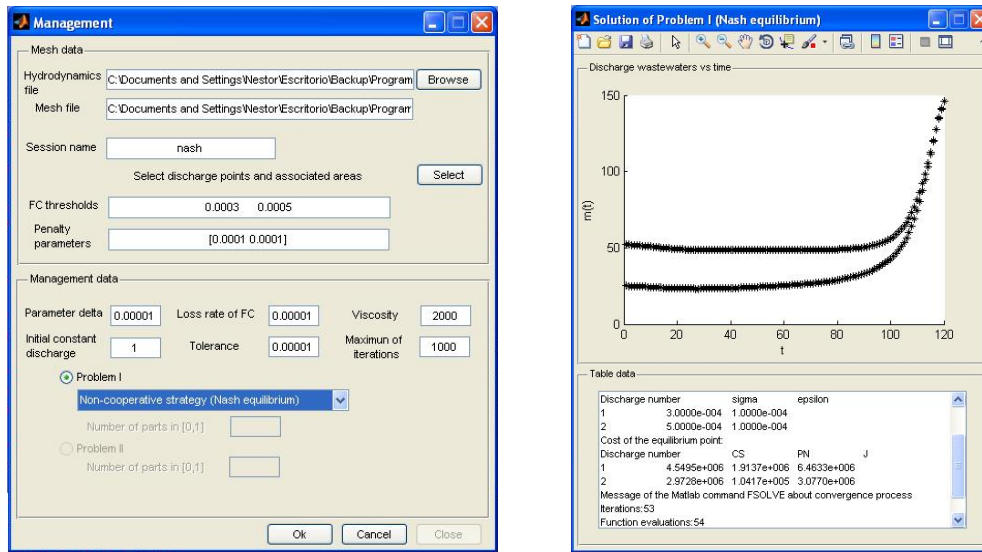 Management
Mesh data
Hydrodynamics file
C:\Documents and Settings\Nestor\Escritorio\Backup\Program
Browse
Mesh file
C:\Documents and Settings\Nestor\Escritorio\Backup\Program
Session name
nash
Select discharge points and associated areas
Select
FC thresholds
0.0003 0.0005
Penalty parameters
[0.0001 0.0001]
Management data
Parameter delta 0.00001 Loss rate of FC 0.00001 Viscosity 2000
Initial constant discharge 1 Tolerance 0.00001 Maximun of iterations 1000
Problem I
Non-cooperative strategy (Nash equilibrium)
Number of parts in [0,1]
Problem II
Number of parts in [0,1]
Ok Cancel Close
Solution of Problem I (Nash equilibrium)
Discharge wastewaters vs time
150
100
50
0
m(t)
0 20 40 60 80 100 120
t
Table data
Discharge number sigma epsilon
1 3.0000e-004 1.0000e-004
2 5.0000e-004 1.0000e-004
Cost of the equilibrium point:
Discharge number CS PN J
1 4.5495e+006 1.9137e+006 6.4633e+006
2 2.9728e+006 1.0417e+005 3.0770e+006
Message of the Matlab command FSOLVE about convergence process
Iterations:53
Function evaluations:54